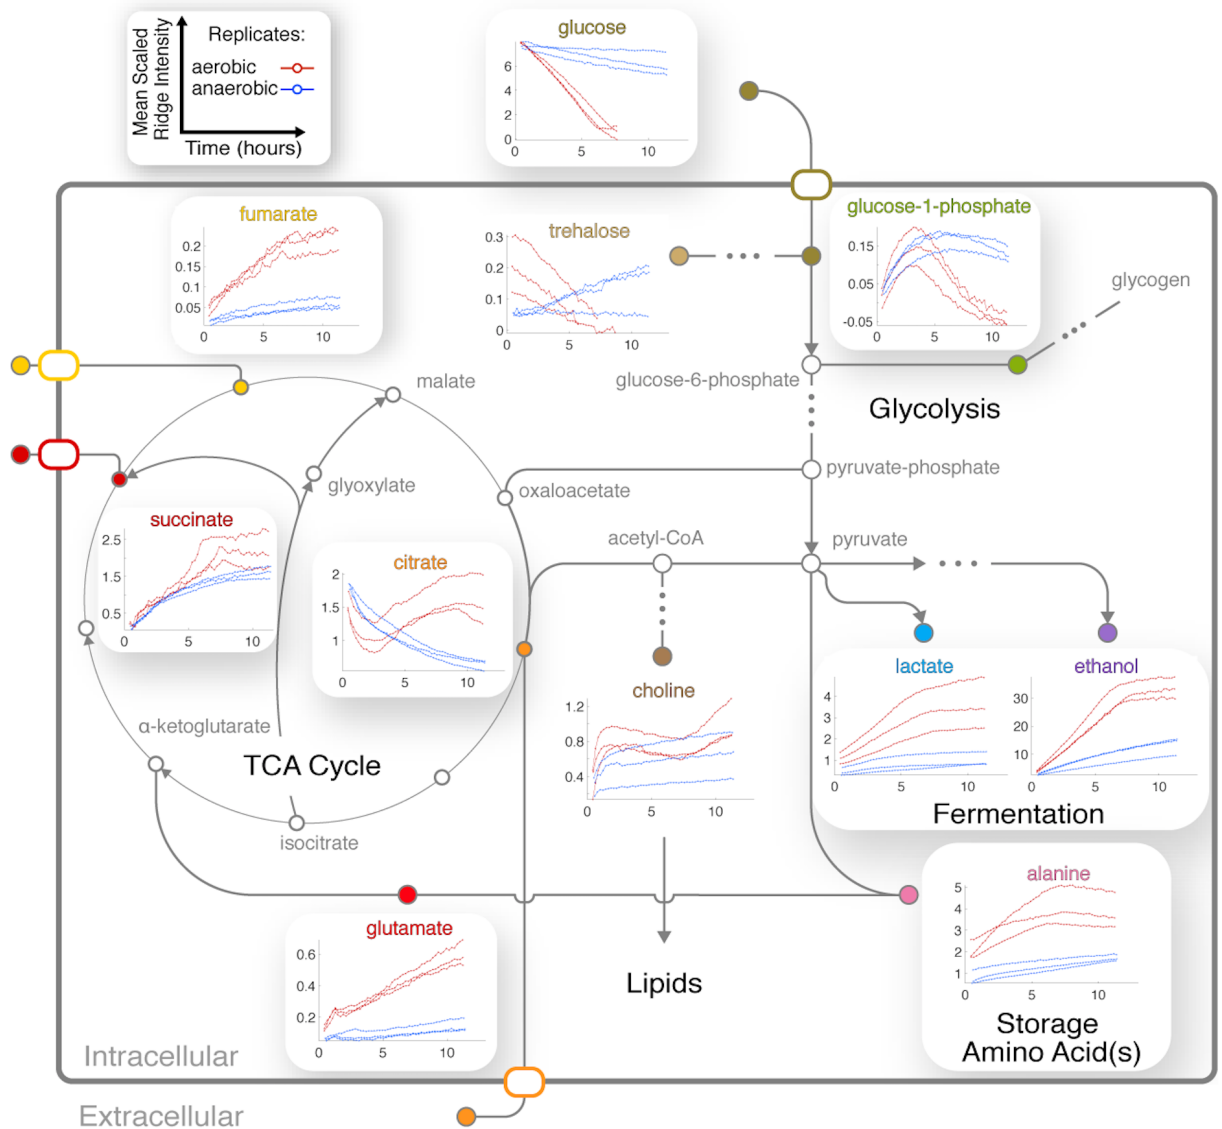 Mean Scaled
Ridge Intensity
Replicates:
aerobic
anaerobic
Time (hours)
glucose
6
4
2
0
0 5 10
fumarate
0.2
0.15
0.1
0.05
0 5 10
trehalose
0.3
0.2
0.1
0
0 5 10
glucose-1-phosphate
0.15
0.05
-0.05
0 5 10
glycogen
glucose-6-phosphate
Glycolysis
malate
glyoxylate
oxaloacetate
pyruvate-phosphate
succinate
2.5
1.5
0.5
0 5 10
citrate
2
1.5
1
0 5 10
acetyl-CoA
pyruvate
choline
1.2
0.8
0.4
0 5 10
lactate
4
3
2
1
0 5 10
ethanol
30
20
10
0 5 10
Fermentation
α-ketoglutarate
TCA Cycle
isocitrate
alanine
5
4
3
2
1
0 5 10
Storage
Amino Acid(s)
glutamate
0.6
0.4
0.2
0 5 10
Lipids
Intracellular
Extracellular